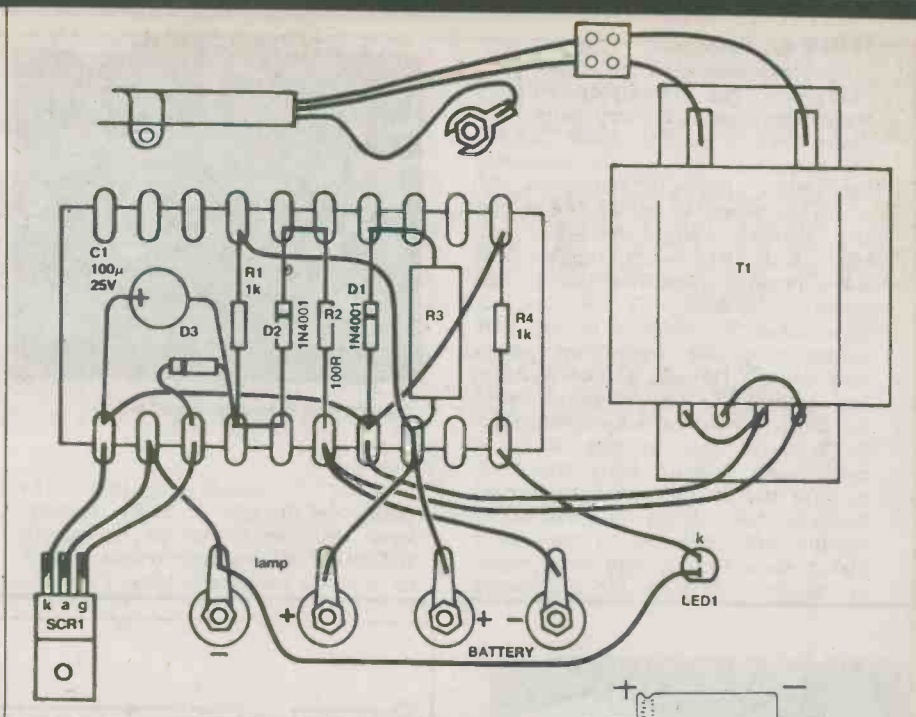 C1
100µ
25V
D3
R1
1k
D2
1N4001
R2
100R
D1
1N4001
R3
R4
1k
T1
k a g
SCR1
lamp
−
+
+
−
BATTERY
k
LED1
+
−